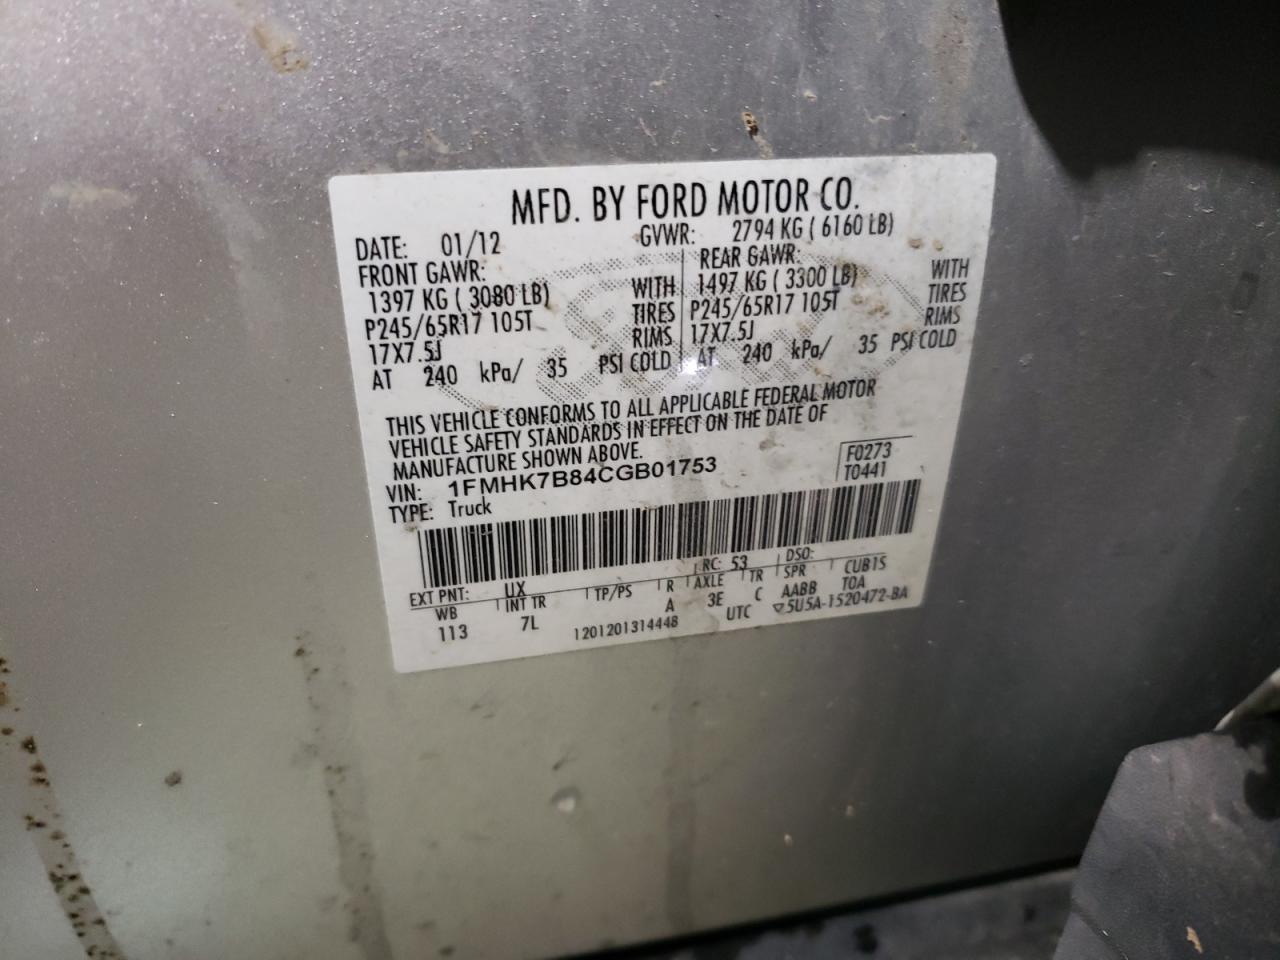 MFD. BY FORD MOTOR CO.
DATE: 01/12 GVWR: 2794 KG ( 6160 LB)
FRONT GAWR: REAR GAWR:
1397 KG ( 3080 LB) WITH 1497 KG ( 3300 LB) WITH
P245/65R17 105T TIRES P245/65R17 105T TIRES
17X7.5J RIMS 17X7.5J RIMS
AT 240 kPa/ 35 PSI COLD AT 240 kPa/ 35 PSI COLD
THIS VEHICLE CONFORMS TO ALL APPLICABLE FEDERAL MOTOR
VEHICLE SAFETY STANDARDS IN EFFECT ON THE DATE OF
MANUFACTURE SHOWN ABOVE.
VIN: 1FMHK7B84CGB01753 F0273
TYPE: Truck T0441
EXT PNT: UX RC: 53 DSO:
WB INT TR TP/PS R AXLE TR SPR CUB1S
113 7L A 3E C AABB TOA
1201201314448 UTC ▽5U5A-1520472-BA